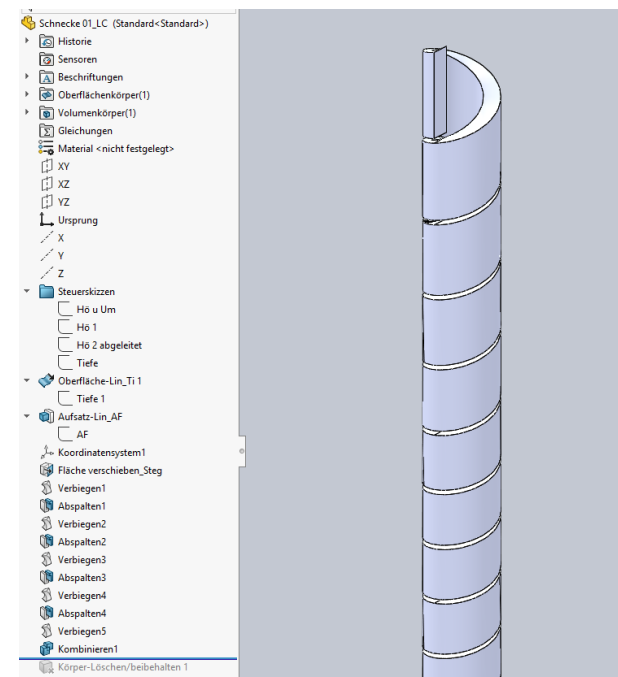 Schnecke 01_LC (Standard<Standard>)
Historie
Sensoren
Beschriftungen
Oberflächenkörper(1)
Volumenkörper(1)
Gleichungen
Material <nicht festgelegt>
XY
XZ
YZ
Ursprung
X
Y
Z
Steuerskizzen
Hö u Um
Hö 1
Hö 2 abgeleitet
Tiefe
Oberfläche-Lin_Ti 1
Tiefe 1
Aufsatz-Lin_AF
AF
Koordinatensystem1
Fläche verschieben_Steg
Verbiegen1
Abspalten1
Verbiegen2
Abspalten2
Verbiegen3
Abspalten3
Verbiegen4
Abspalten4
Verbiegen5
Kombinieren1
Körper-Löschen/beibehalten 1